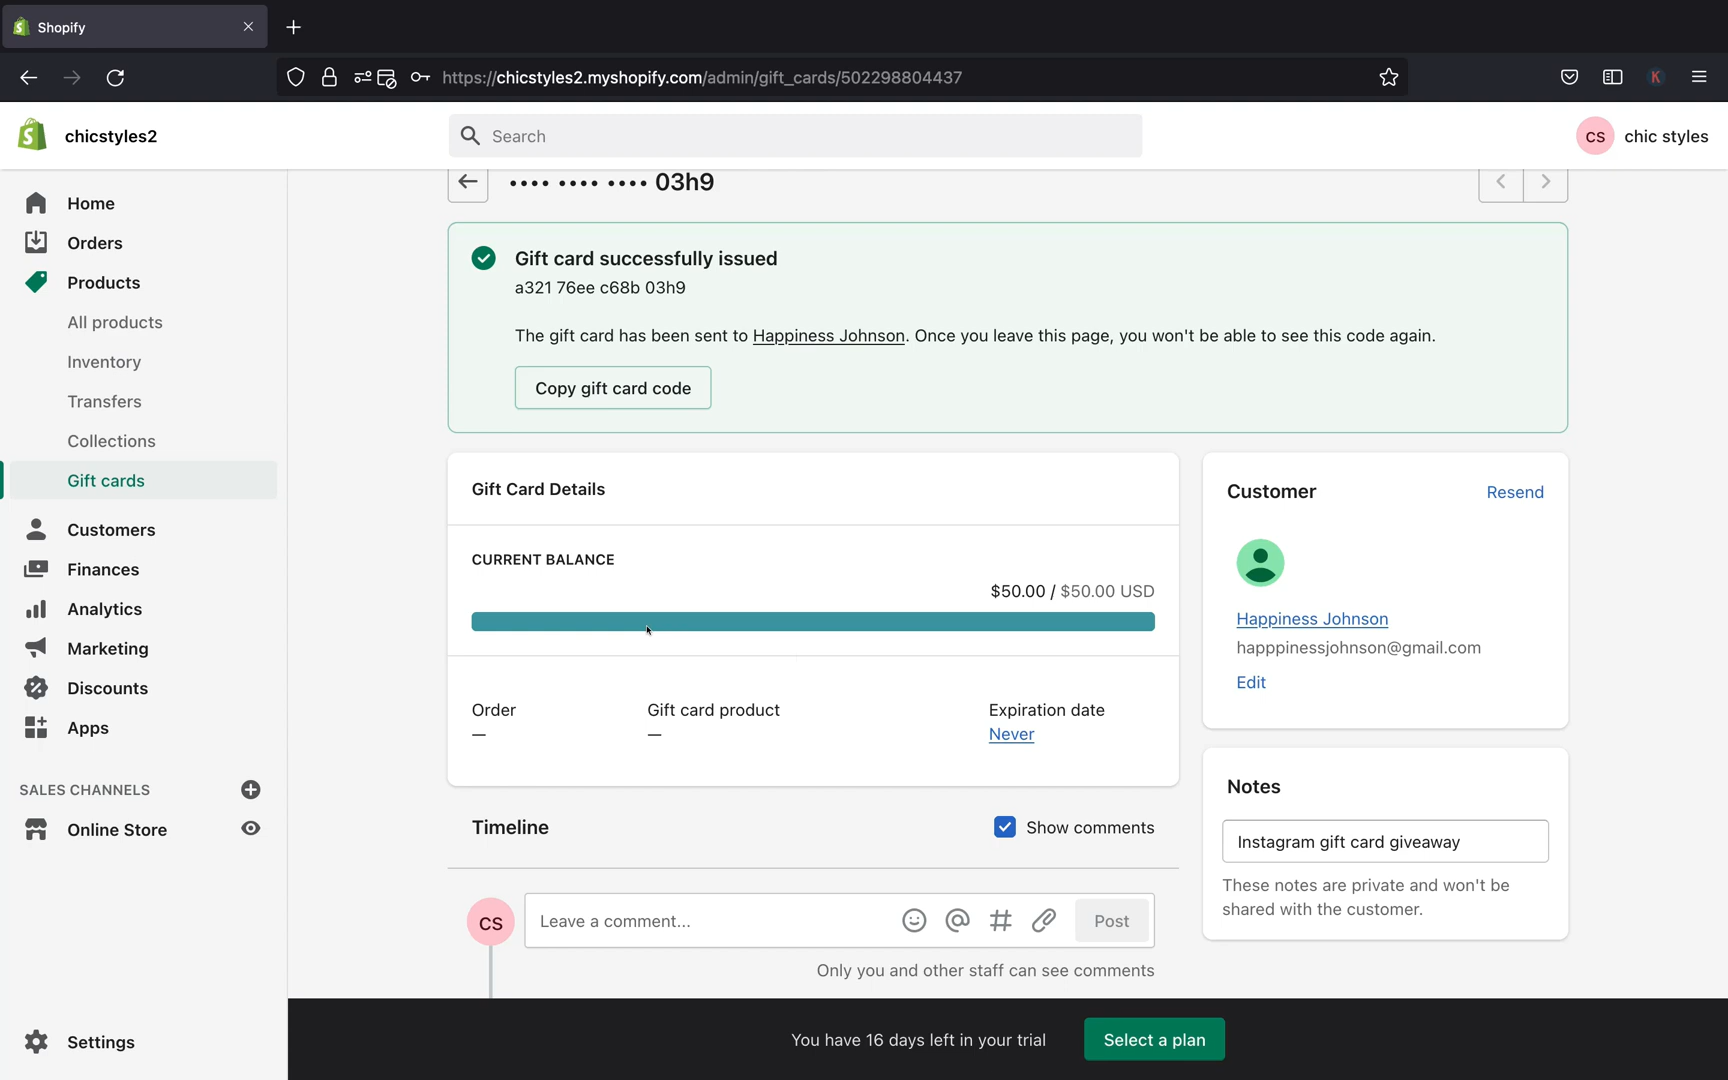 Shopify
https://chicstyles2.myshopify.com/admin/gift_cards/502298804437
K
chicstyles2
Search
CS
chic styles
Home
Orders
Products
All products
Inventory
Transfers
Collections
Gift cards
Customers
Finances
Analytics
Marketing
Discounts
Apps
SALES CHANNELS
Online Store
Settings
•••• •••• •••• 03h9
Gift card successfully issued
a321 76ee c68b 03h9
The gift card has been sent to Happiness Johnson. Once you leave this page, you won't be able to see this code again.
Copy gift card code
Gift Card Details
CURRENT BALANCE
$50.00 / $50.00 USD
Order
—
Gift card product
—
Expiration date
Never
Timeline
Show comments
CS
Leave a comment...
Post
Only you and other staff can see comments
Customer
Resend
Happiness Johnson
happpinessjohnson@gmail.com
Edit
Notes
Instagram gift card giveaway
These notes are private and won't be
shared with the customer.
You have 16 days left in your trial
Select a plan